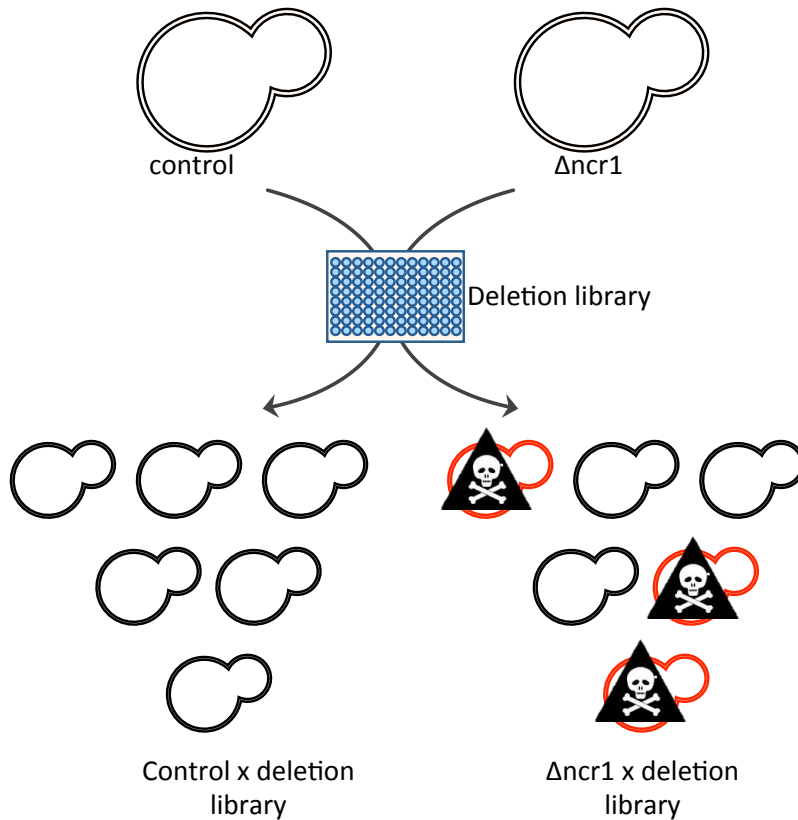 control
Δncr1
Deletion library
Control x deletion
library
Δncr1 x deletion
library